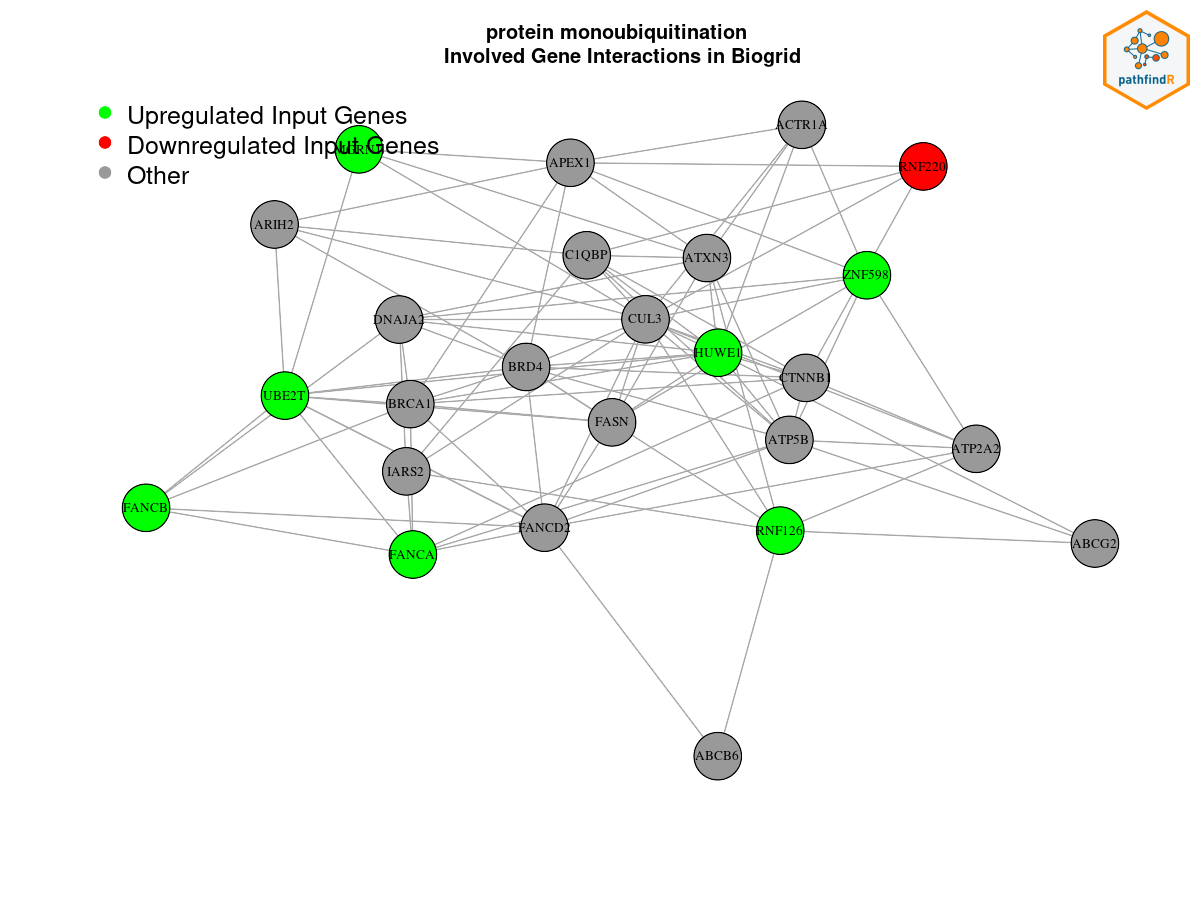 protein monoubiquitination
Involved Gene Interactions in Biogrid
pathfindR
Upregulated Input Genes
Downregulated Input Genes
Other
ACTR1A
APEX1
RNF220
ARIH2
C1QBP
ATXN3
ZNF598
DNAJA2
CUL3
HUWE1
BRD4
CTNNB1
UBE2T
BRCA1
FASN
ATP5B
ATP2A2
IARS2
FANCB
FANCD2
RNF126
ABCG2
FANCA
ABCB6